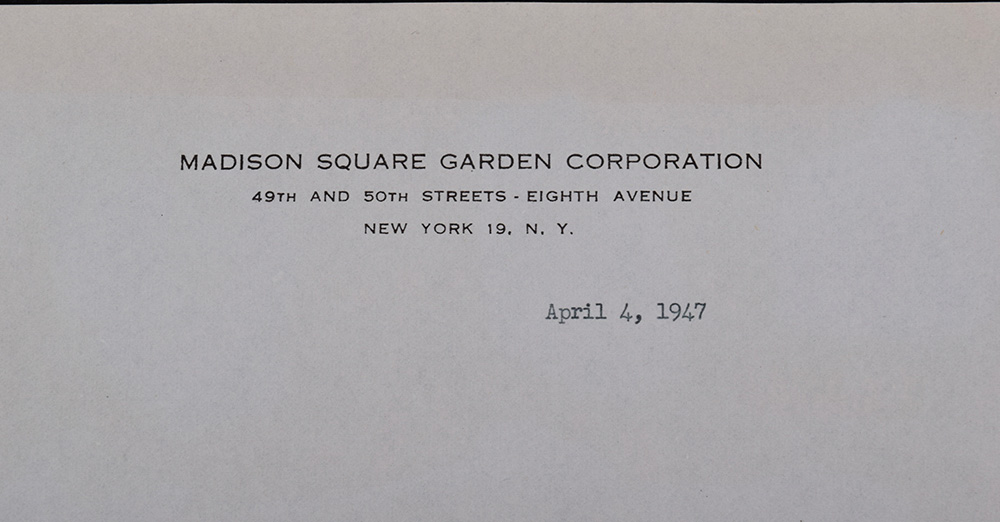 MADISON SQUARE GARDEN CORPORATION
49TH AND 50TH STREETS - EIGHTH AVENUE
NEW YORK 19, N. Y.
April 4, 1947